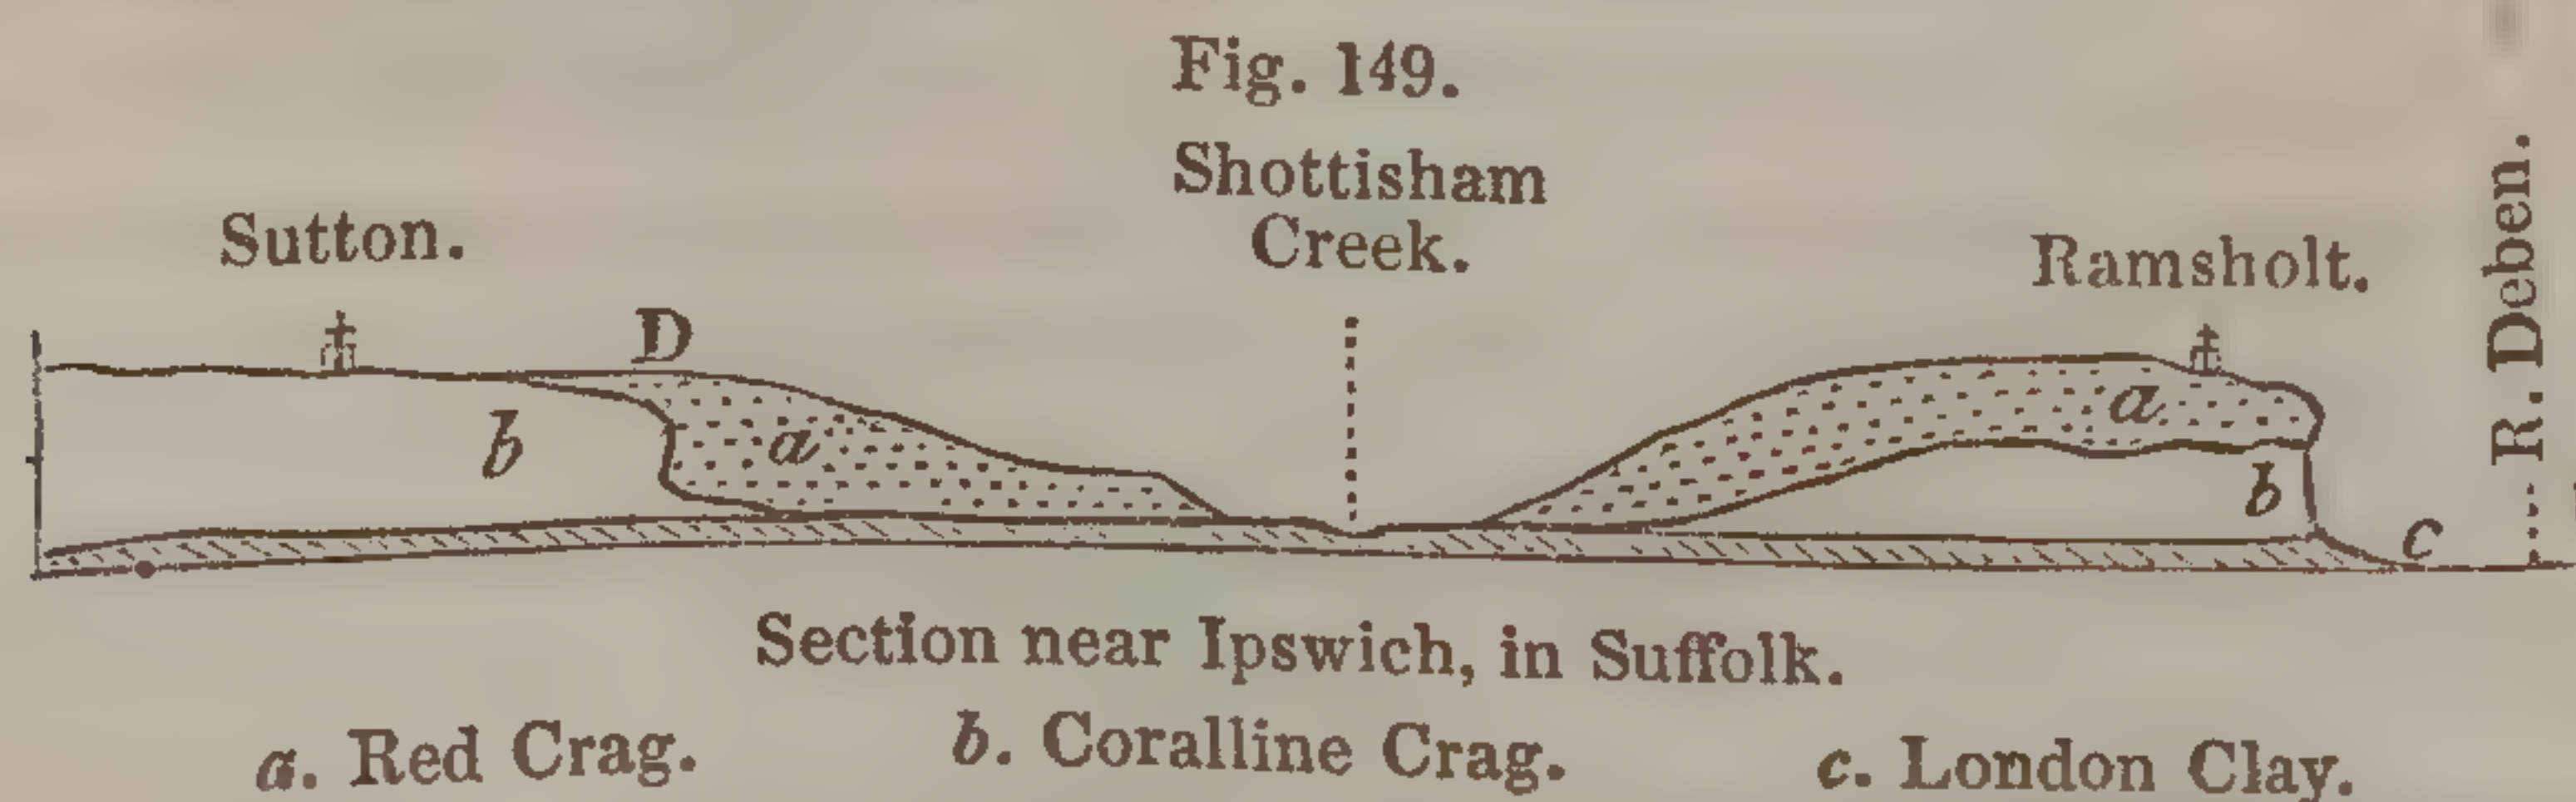 Fig. 149.
Shottisham
Creek.
Sutton.
Ramsholt.
R. Deben.
D
b
a
a
b
c
Section near Ipswich, in Suffolk.
a. Red Crag.
b. Coralline Crag.
c. London Clay.